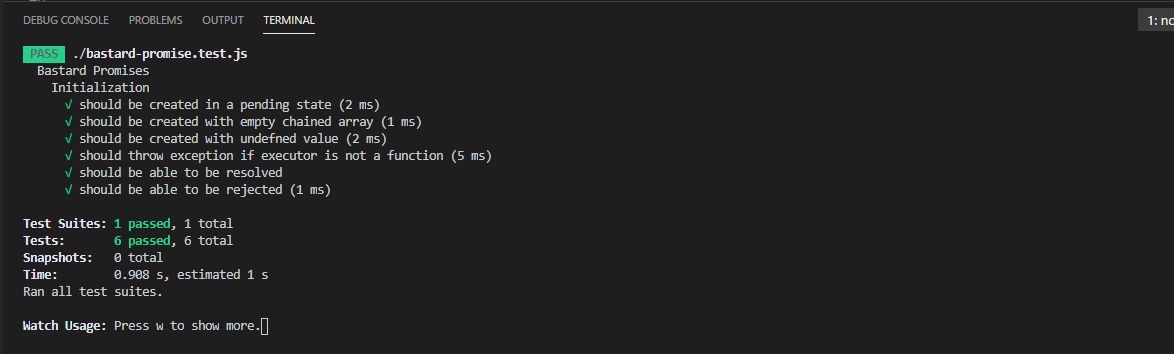 DEBUG CONSOLE PROBLEMS OUTPUT TERMINAL 1: no
PASS ./bastard-promise.test.js
Bastard Promises
Initialization
√ should be created in a pending state (2 ms)
√ should be created with empty chained array (1 ms)
√ should be created with undefned value (2 ms)
√ should throw exception if executor is not a function (5 ms)
√ should be able to be resolved
√ should be able to be rejected (1 ms)
Test Suites: 1 passed, 1 total
Tests: 6 passed, 6 total
Snapshots: 0 total
Time: 0.908 s, estimated 1 s
Ran all test suites.
Watch Usage: Press w to show more.